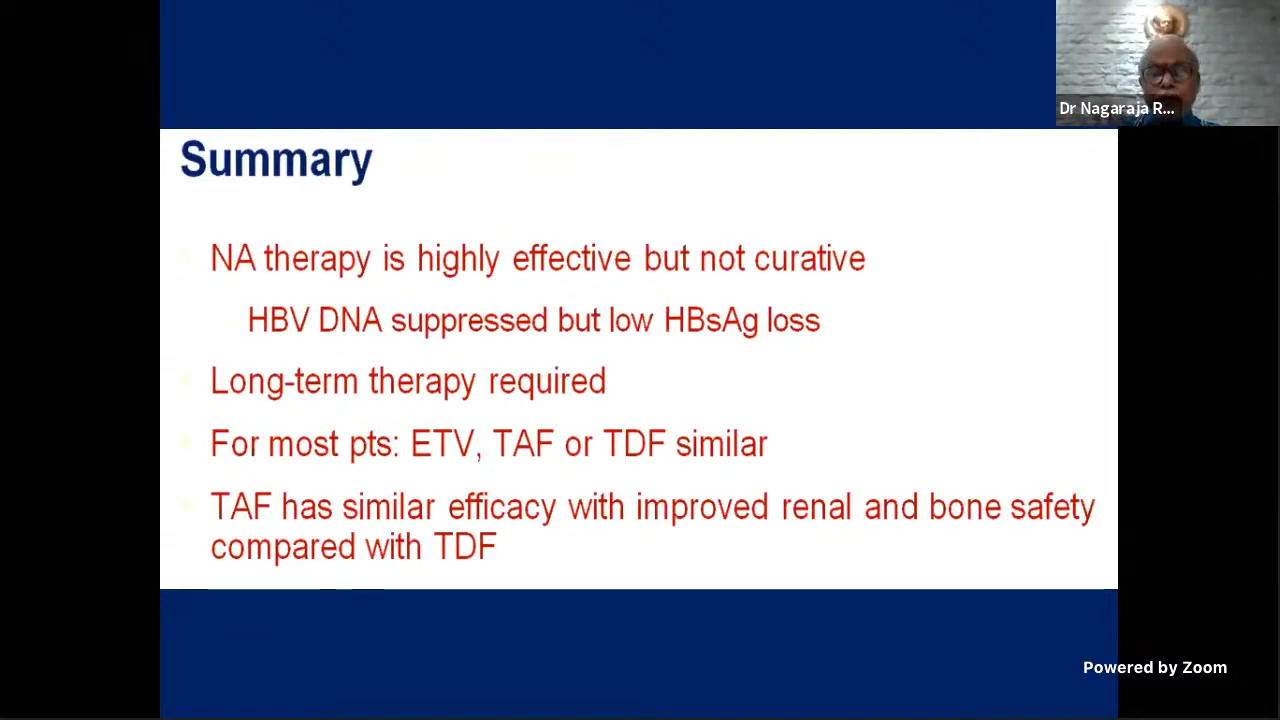 Dr Nagaraja R...
Summary
NA therapy is highly effective but not curative
HBV DNA suppressed but low HBsAg loss
Long-term therapy required
For most pts: ETV, TAF or TDF similar
TAF has similar efficacy with improved renal and bone safety
compared with TDF
Powered by Zoom